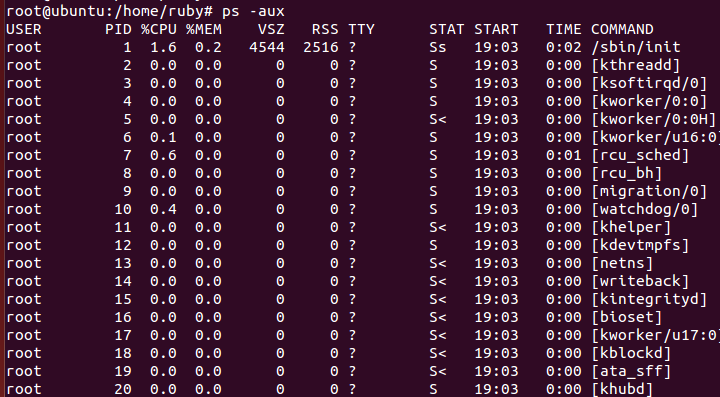 root@ubuntu:/home/ruby# ps -aux
USER PID %CPU %MEM VSZ RSS TTY STAT START TIME COMMAND
root 1 1.6 0.2 4544 2516 ? Ss 19:03 0:02 /sbin/init
root 2 0.0 0.0 0 0 ? S 19:03 0:00 [kthreadd]
root 3 0.0 0.0 0 0 ? S 19:03 0:00 [ksoftirqd/0]
root 4 0.0 0.0 0 0 ? S 19:03 0:00 [kworker/0:0]
root 5 0.0 0.0 0 0 ? S< 19:03 0:00 [kworker/0:0H]
root 6 0.1 0.0 0 0 ? S 19:03 0:00 [kworker/u16:0]
root 7 0.6 0.0 0 0 ? S 19:03 0:01 [rcu_sched]
root 8 0.0 0.0 0 0 ? S 19:03 0:00 [rcu_bh]
root 9 0.0 0.0 0 0 ? S 19:03 0:00 [migration/0]
root 10 0.4 0.0 0 0 ? S 19:03 0:00 [watchdog/0]
root 11 0.0 0.0 0 0 ? S< 19:03 0:00 [khelper]
root 12 0.0 0.0 0 0 ? S 19:03 0:00 [kdevtmpfs]
root 13 0.0 0.0 0 0 ? S< 19:03 0:00 [netns]
root 14 0.0 0.0 0 0 ? S< 19:03 0:00 [writeback]
root 15 0.0 0.0 0 0 ? S< 19:03 0:00 [kintegrityd]
root 16 0.0 0.0 0 0 ? S< 19:03 0:00 [bioset]
root 17 0.0 0.0 0 0 ? S< 19:03 0:00 [kworker/u17:0]
root 18 0.0 0.0 0 0 ? S< 19:03 0:00 [kblockd]
root 19 0.0 0.0 0 0 ? S< 19:03 0:00 [ata_sff]
root 20 0.0 0.0 0 0 ? S 19:03 0:00 [khubd]